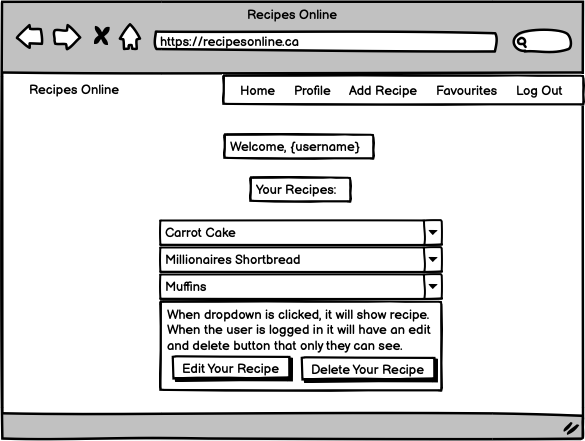 Recipes Online
https://recipesonline.ca
Recipes Online
Home Profile Add Recipe Favourites Log Out
Welcome, {username}
Your Recipes:
Carrot Cake
Millionaires Shortbread
Muffins
When dropdown is clicked, it will show recipe.
When the user is logged in it will have an edit
and delete button that only they can see.
Edit Your Recipe Delete Your Recipe